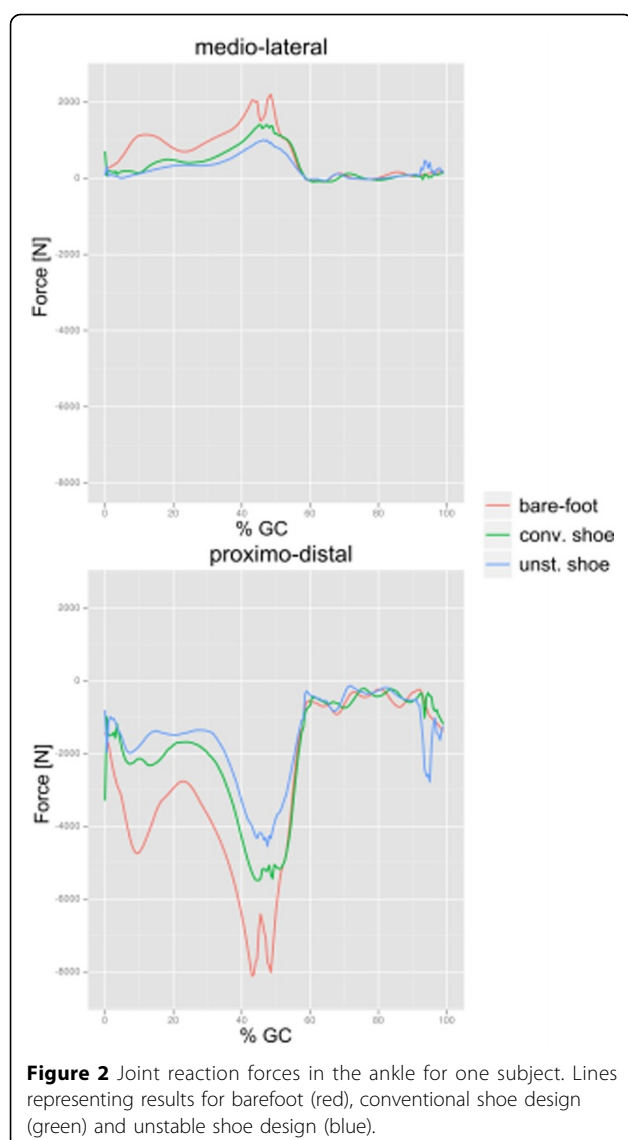 medio-lateral
2000
0
-2000
-4000
-6000
-8000
Force [N]
0 20 40 60 80 100
% GC
bare-foot
conv. shoe
unst. shoe
proximo-distal
2000
0
-2000
-4000
-6000
-8000
Force [N]
0 20 40 60 80 100
% GC
Figure 2 Joint reaction forces in the ankle for one subject. Lines
representing results for barefoot (red), conventional shoe design
(green) and unstable shoe design (blue).